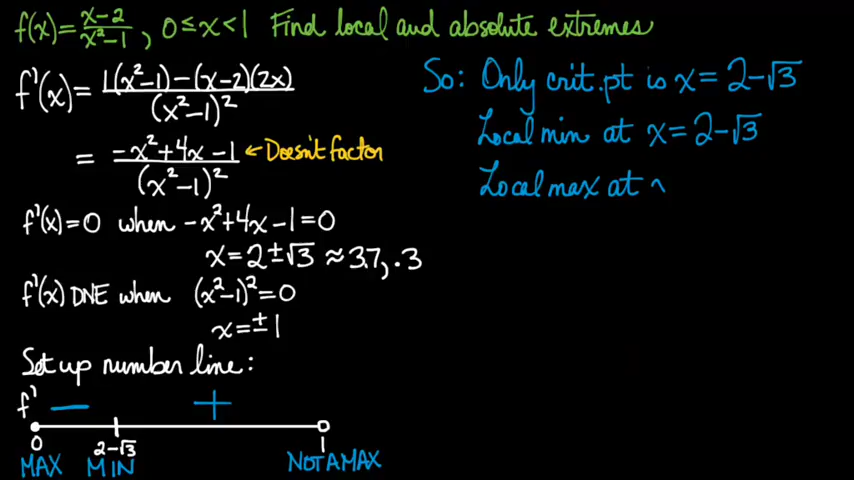 f(x) = (x-2)/(x²-1), 0 ≤ x < 1 Find local and absolute extremes
f'(x) = (1(x²-1) - (x-2)(2x))/(x²-1)²
= (-x²+4x-1)/(x²-1)² ← Doesn't factor
f'(x)=0 when -x²+4x-1=0
x = 2±√3 ≈ 3.7, .3
f'(x) DNE when (x²-1)²=0
x = ±1
Set up number line:
f' — +
0 2-√3 1
MAX MIN NOT A MAX
So: Only crit. pt is x = 2-√3
Local min at x = 2-√3
Local max at